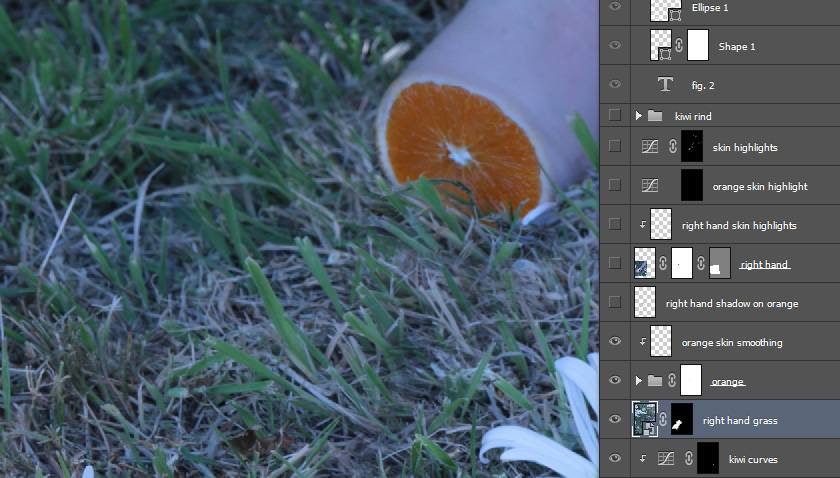 Ellipse 1
Shape 1
T fig. 2
kiwi rind
skin highlights
orange skin highlight
right hand skin highlights
right hand
right hand shadow on orange
orange skin smoothing
orange
right hand grass
kiwi curves